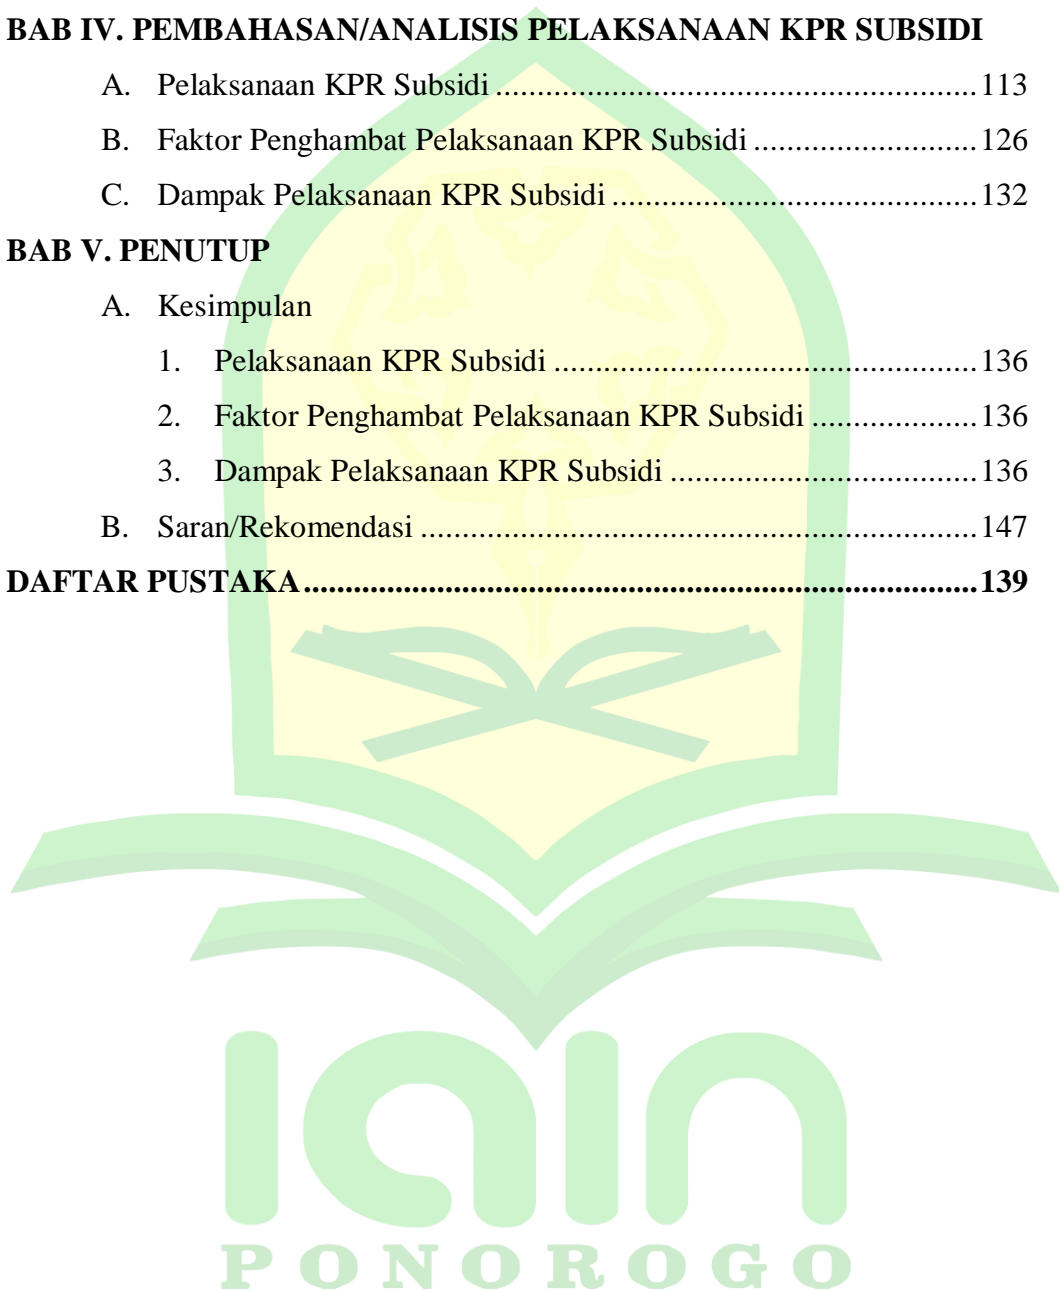 BAB IV. PEMBAHASAN/ANALISIS PELAKSANAAN KPR SUBSIDI
A. Pelaksanaan KPR Subsidi ........................................................... 113
B. Faktor Penghambat Pelaksanaan KPR Subsidi ........................... 126
C. Dampak Pelaksanaan KPR Subsidi ............................................. 132
BAB V. PENUTUP
A. Kesimpulan
1. Pelaksanaan KPR Subsidi .................................................... 136
2. Faktor Penghambat Pelaksanaan KPR Subsidi .................... 136
3. Dampak Pelaksanaan KPR Subsidi ...................................... 136
B. Saran/Rekomendasi .................................................................... 147
DAFTAR PUSTAKA ................................................................................. 139
IAIN
PONOROGO